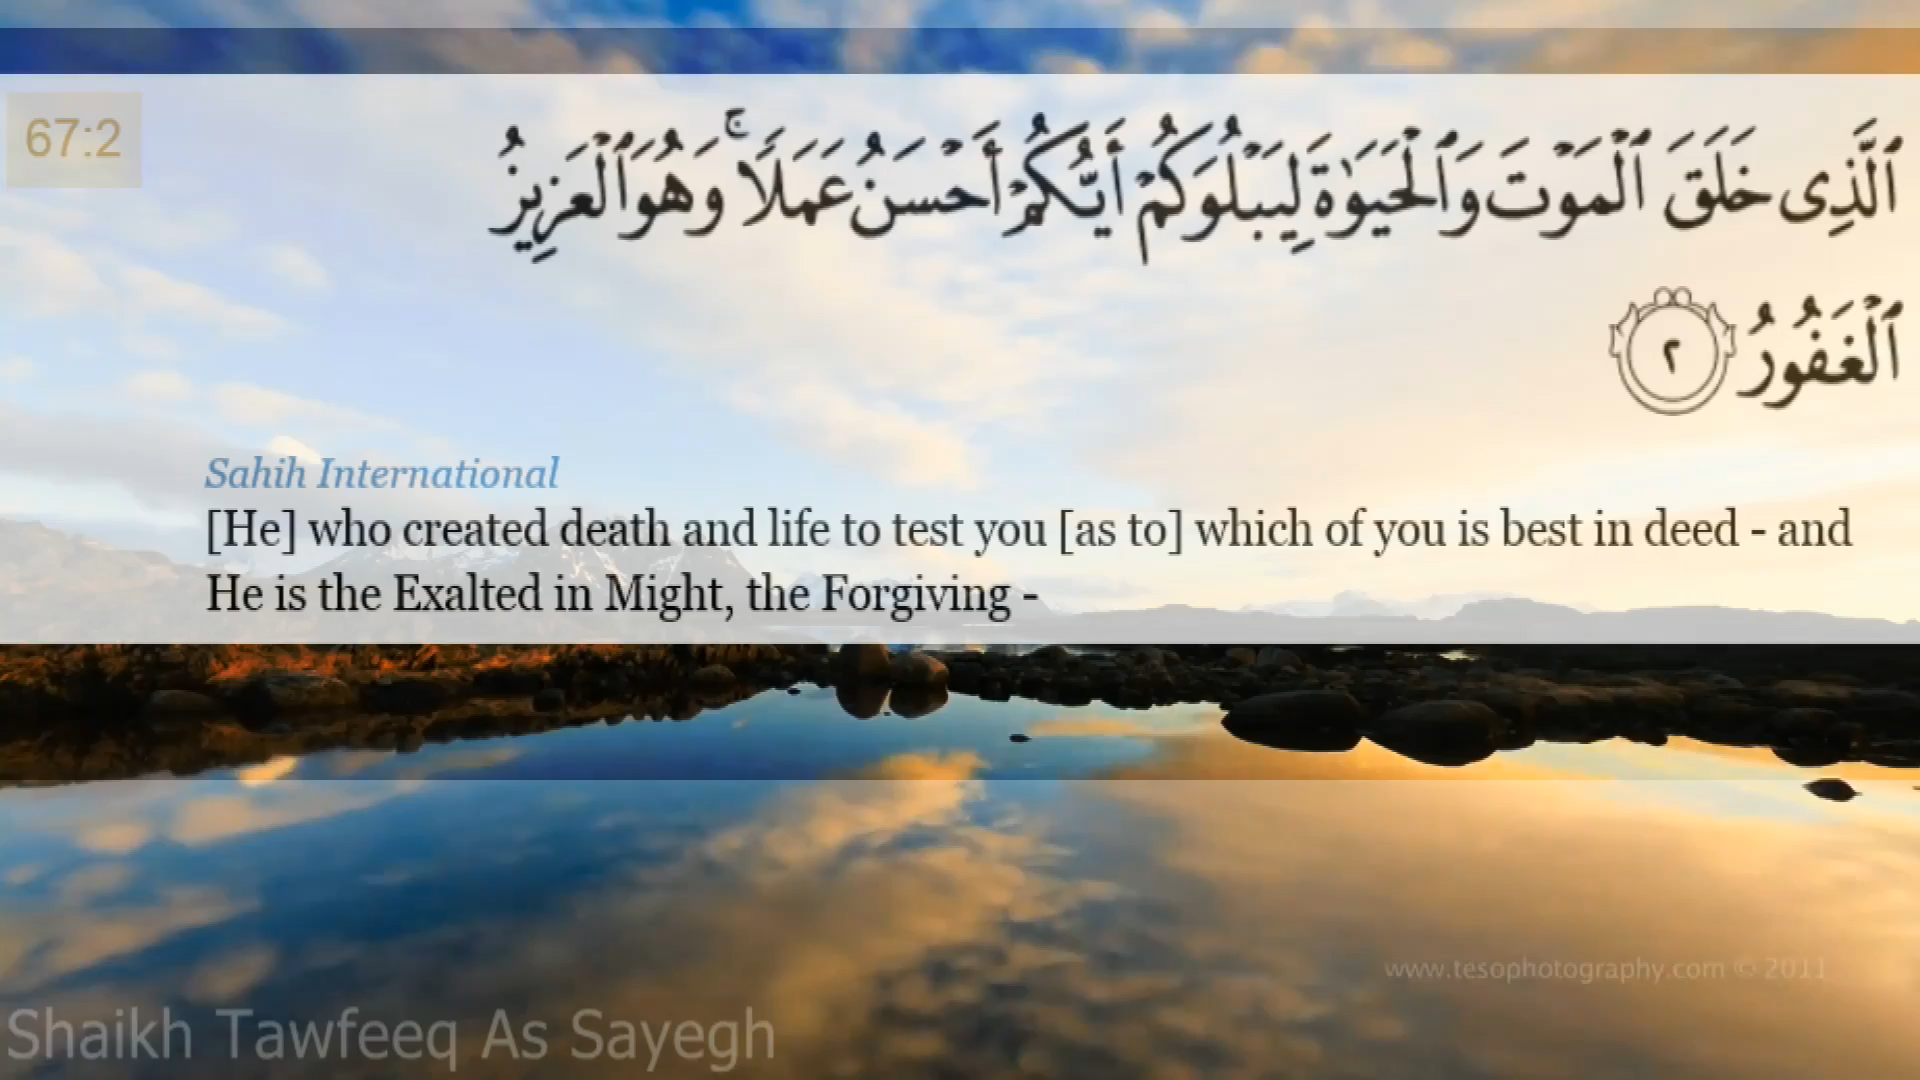 67:2
ٱلَّذِى خَلَقَ ٱلْمَوْتَ وَٱلْحَيَوٰةَ لِيَبْلُوَكُمْ أَيُّكُمْ أَحْسَنُ عَمَلًا ۚ وَهُوَ ٱلْعَزِيزُ
ٱلْغَفُورُ ٢
Sahih International
[He] who created death and life to test you [as to] which of you is best in deed - and
He is the Exalted in Might, the Forgiving -
www.tesophotography.com © 2011
Shaikh Tawfeeq As Sayegh